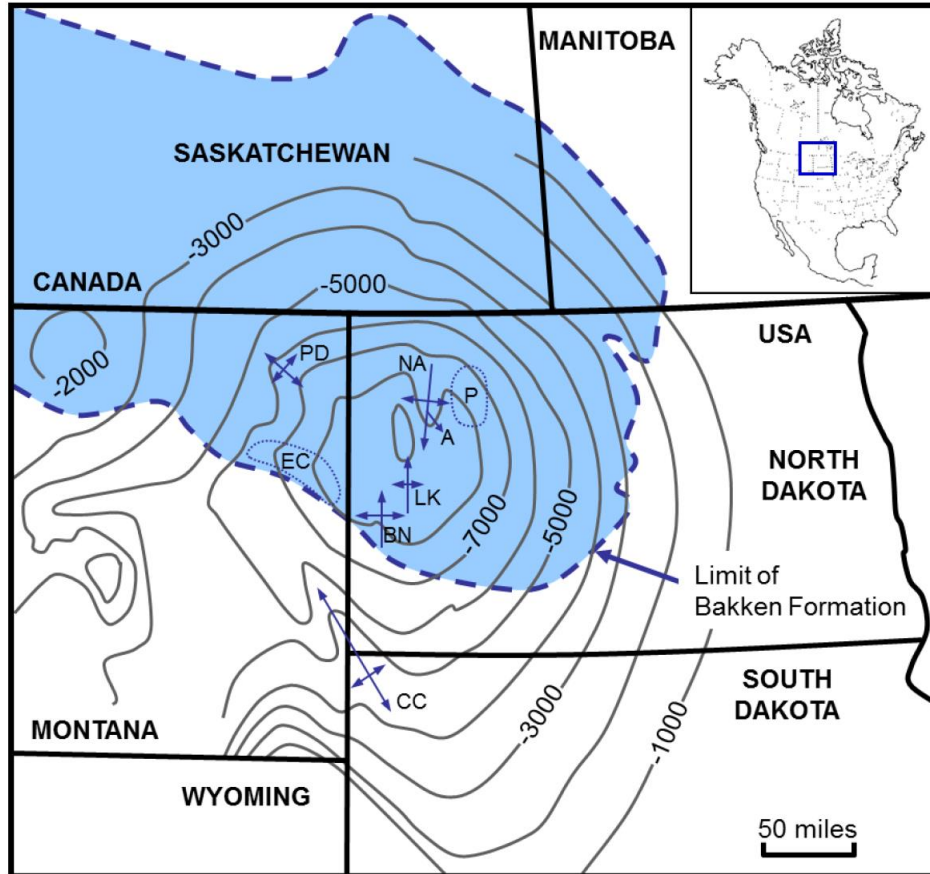 MANITOBA
SASKATCHEWAN
-3000
CANADA
-5000
USA
-2000
PD
NA
P
A
EC
LK
BN
NORTH
DAKOTA
-7000
-5000
Limit of
Bakken Formation
CC
SOUTH
DAKOTA
-3000
-1000
MONTANA
WYOMING
50 miles